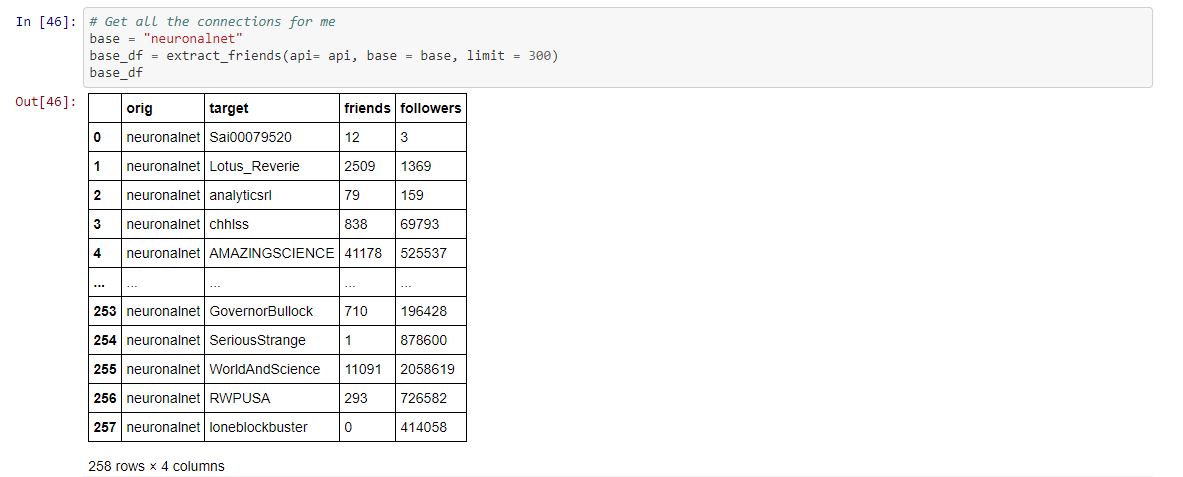 In [46]: # Get all the connections for me
base = "neuronalnet"
base_df = extract_friends(api= api, base = base, limit = 300)
base_df
Out[46]:
orig target friends followers
0 neuronalnet Sai00079520 12 3
1 neuronalnet Lotus_Reverie 2509 1369
2 neuronalnet analyticsrl 79 159
3 neuronalnet chhlss 838 69793
4 neuronalnet AMAZINGSCIENCE 41178 525537
... ... ... ... ...
253 neuronalnet GovernorBullock 710 196428
254 neuronalnet SeriousStrange 1 878600
255 neuronalnet WorldAndScience 11091 2058619
256 neuronalnet RWPUSA 293 726582
257 neuronalnet loneblockbuster 0 414058
258 rows × 4 columns